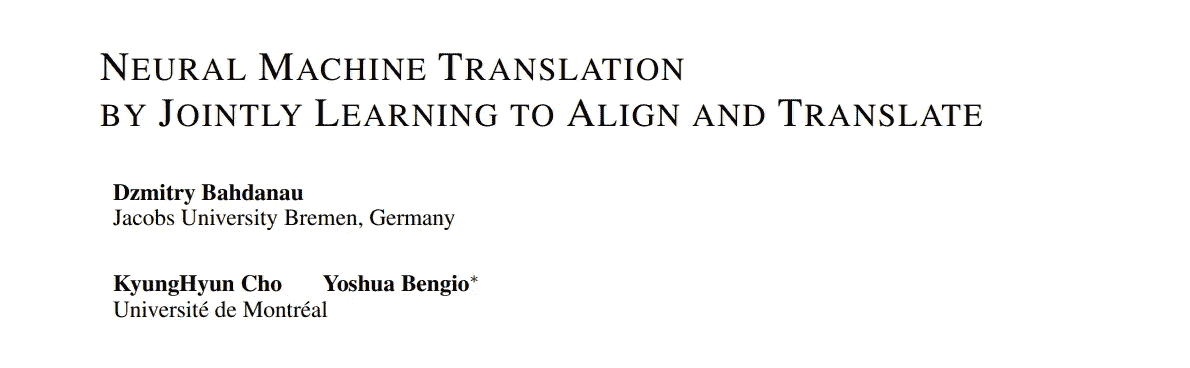 NEURAL MACHINE TRANSLATION
BY JOINTLY LEARNING TO ALIGN AND TRANSLATE
Dzmitry Bahdanau
Jacobs University Bremen, Germany
KyungHyun Cho Yoshua Bengio*
Université de Montréal